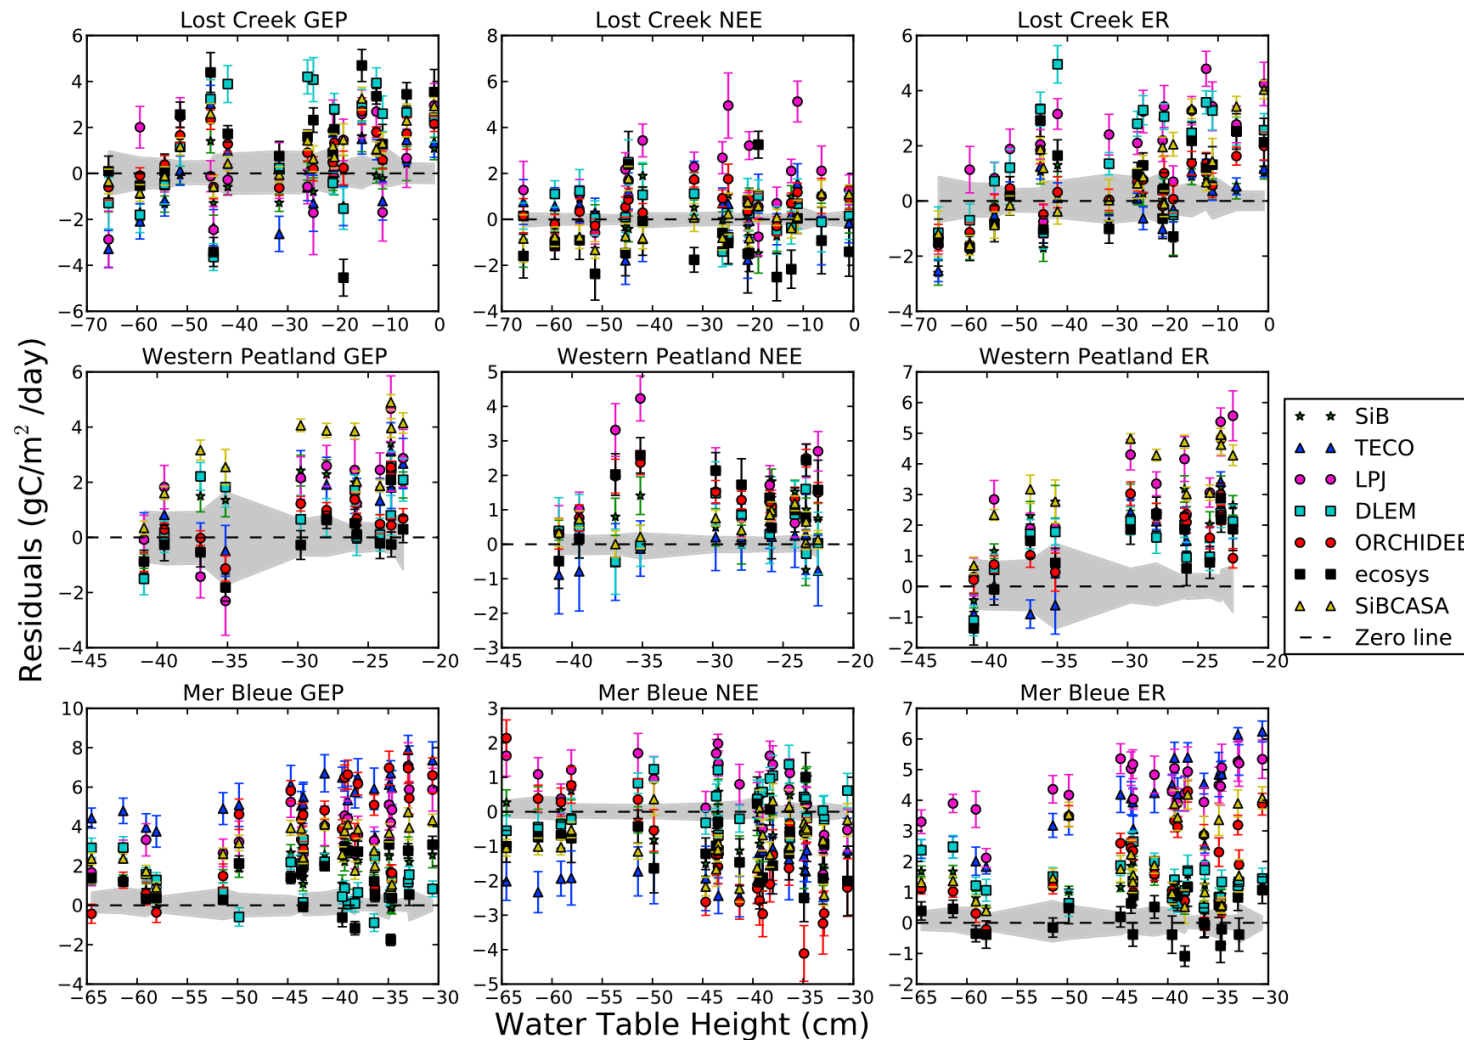 Lost Creek GEP
6
4
2
0
−2
−4
−6
−70 −60 −50 −40 −30 −20 −10 0
Lost Creek NEE
8
6
4
2
0
−2
−4
−70 −60 −50 −40 −30 −20 −10 0
Lost Creek ER
6
4
2
0
−2
−4
−70 −60 −50 −40 −30 −20 −10 0
Residuals (gC/m² /day)
Western Peatland GEP
6
4
2
0
−2
−4
−45 −40 −35 −30 −25 −20
Western Peatland NEE
5
4
3
2
1
0
−1
−2
−3
−45 −40 −35 −30 −25 −20
Western Peatland ER
7
6
5
4
3
2
1
0
−1
−2
−45 −40 −35 −30 −25 −20
SiB
TECO
LPJ
DLEM
ORCHIDEE
ecosys
SiBCASA
Zero line
Mer Bleue GEP
10
8
6
4
2
0
−2
−4
−65 −60 −55 −50 −45 −40 −35 −30
Mer Bleue NEE
3
2
1
0
−1
−2
−3
−4
−5
−65 −60 −55 −50 −45 −40 −35 −30
Mer Bleue ER
7
6
5
4
3
2
1
0
−1
−2
−65 −60 −55 −50 −45 −40 −35 −30
Water Table Height (cm)